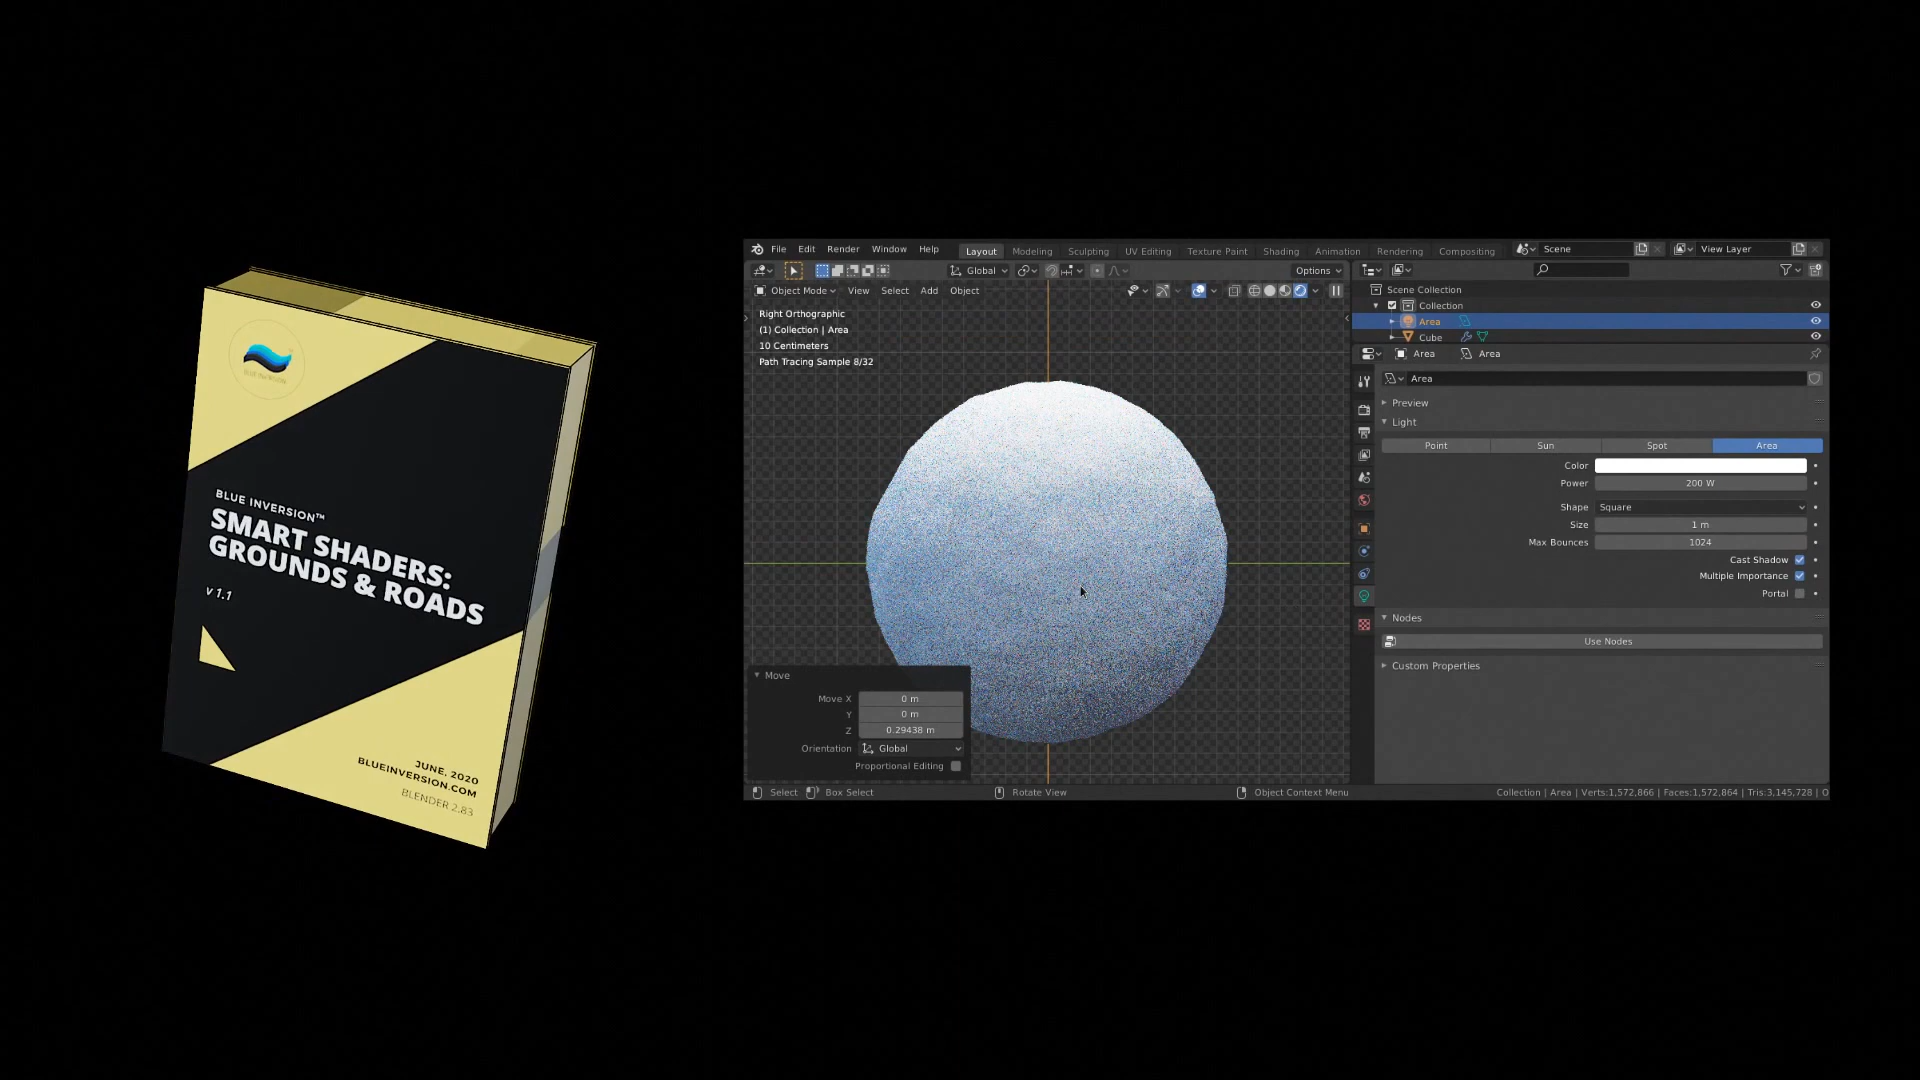 BLUE INVERSION
BLUE INVERSION™
SMART SHADERS:
GROUNDS & ROADS
v 1.1
JUNE, 2020
BLUEINVERSION.COM
BLENDER 2.83
File Edit Render Window Help Layout Modeling Sculpting UV Editing Texture Paint Shading Animation Rendering Compositing Scene View Layer
Global Options
Object Mode View Select Add Object
Right Orthographic
(1) Collection | Area
10 Centimeters
Path Tracing Sample 8/32
Move
Move X 0 m
Y 0 m
Z 0.29438 m
Orientation Global
Proportional Editing
Scene Collection
Collection
Area
Cube
Area Area
Area
Preview
Light
Point Sun Spot Area
Color
Power 200 W
Shape Square
Size 1 m
Max Bounces 1024
Cast Shadow
Multiple Importance
Portal
Nodes
Use Nodes
Custom Properties
Select Box Select Rotate View Object Context Menu Collection | Area | Verts:1,572,866 | Faces:1,572,864 | Tris:3,145,728 | O